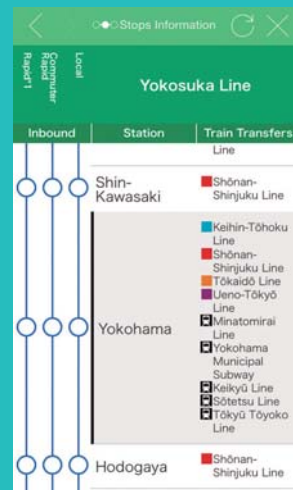 Stops Information
Rapid*1
Commuter
Rapid
Local
Yokosuka Line
Inbound
Station
Train Transfers
Line
Shin-
Kawasaki
Shōnan-
Shinjuku Line
Yokohama
Keihin-Tōhoku
Line
Shōnan-
Shinjuku Line
Tōkaidō Line
Ueno-Tōkyō
Line
Minatomirai
Line
Yokohama
Municipal
Subway
Keikyū Line
Sōtetsu Line
Tōkyū Tōyoko
Line
Hodogaya
Shōnan-
Shinjuku Line